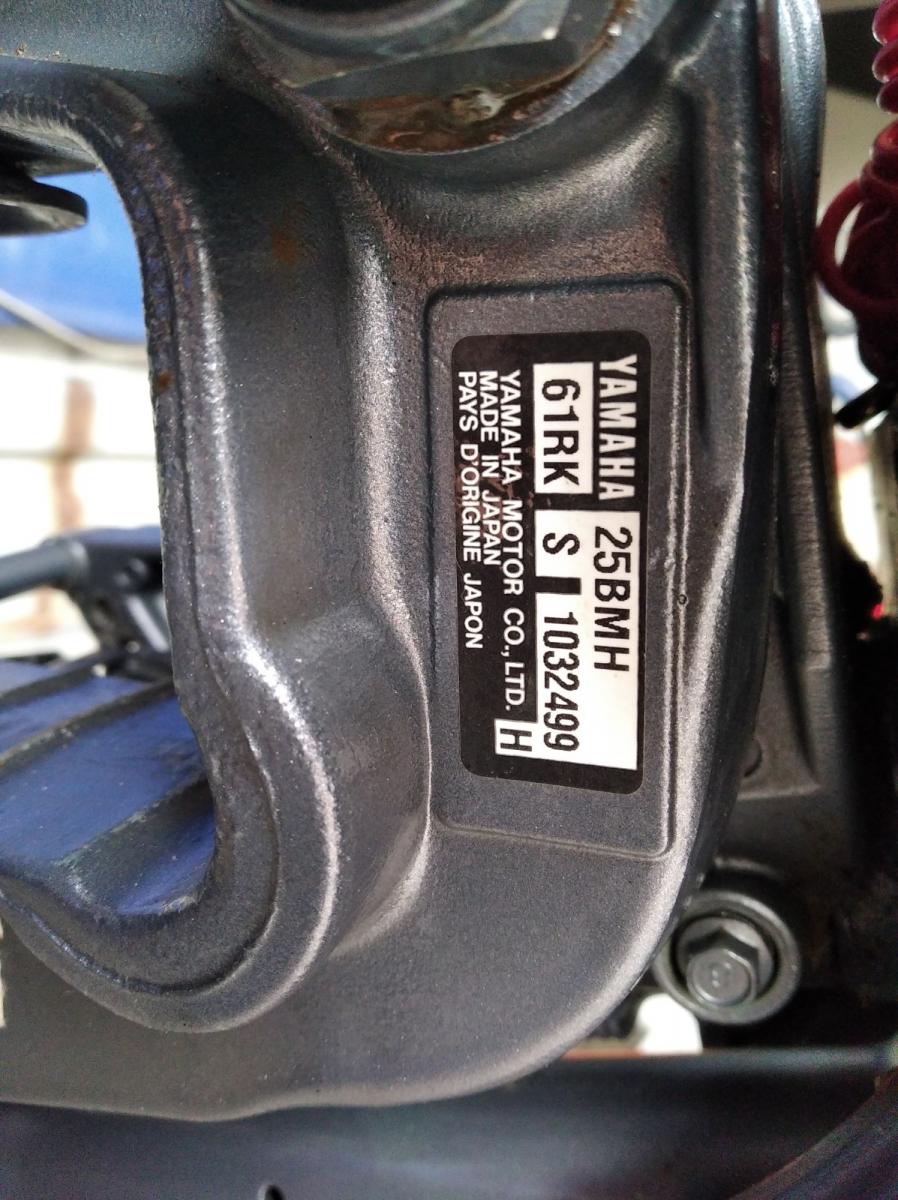 YAMAHA 25BMH
61RK S 1032499
YAMAHA MOTOR CO., LTD. H
MADE IN JAPAN
PAYS D'ORIGINE JAPON